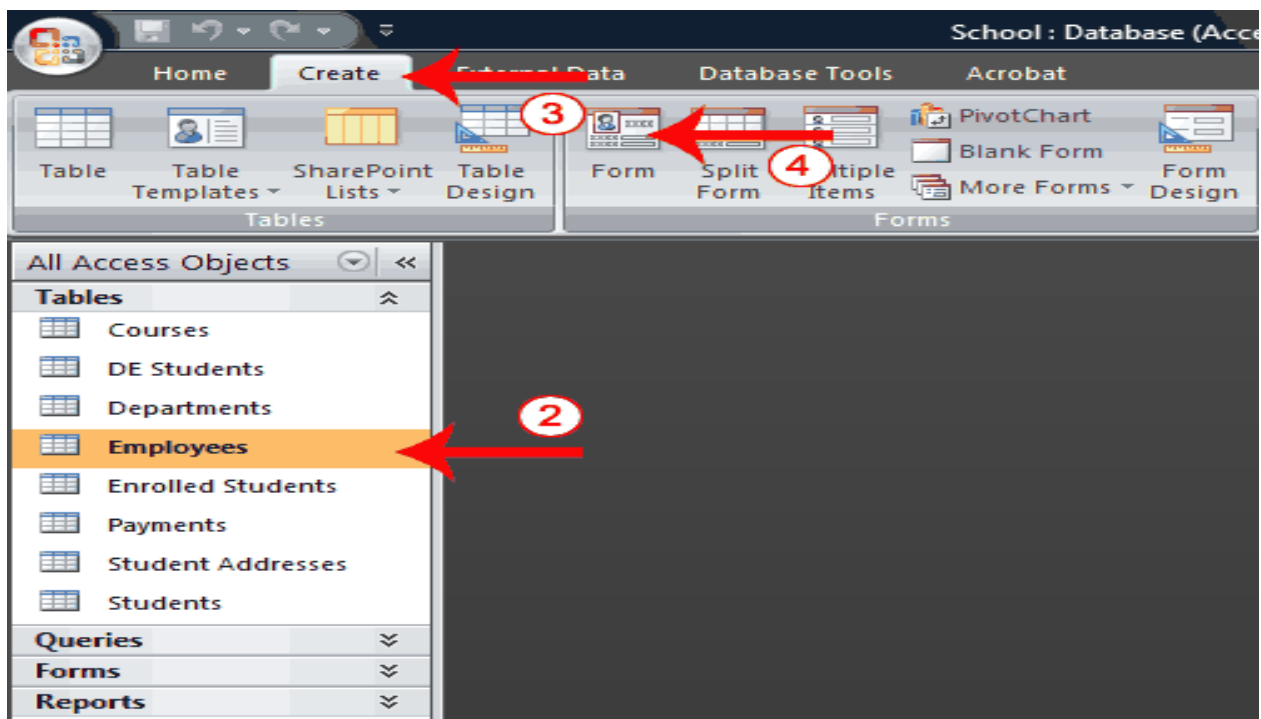 School : Database (Acce
Home Create External Data Database Tools Acrobat
3
Table
Table Templates
SharePoint Lists
Table Design
Form
Split Form
4
Items
PivotChart
Blank Form
More Forms
Form Design
Tables
Forms
All Access Objects
Tables
Courses
DE Students
Departments
2
Employees
Enrolled Students
Payments
Student Addresses
Students
Queries
Forms
Reports